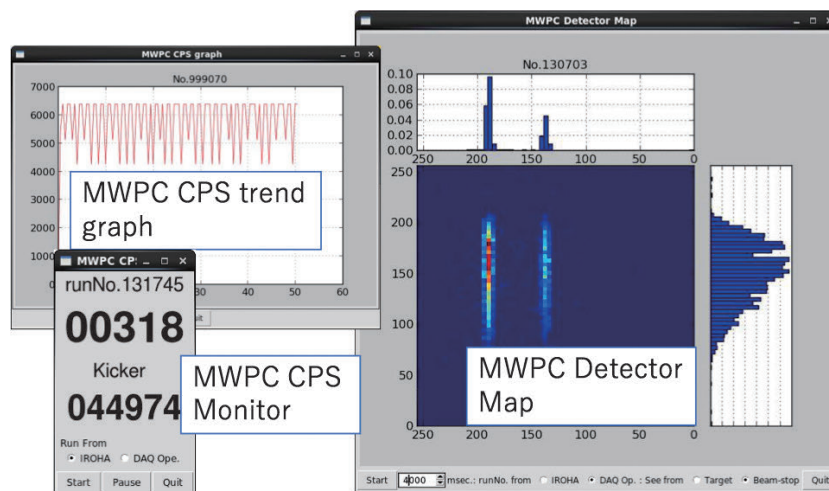 MWPC CPS graph
No.999070
7000
6000
5000
4000
3000
2000
1000
30
40
50
60
MWPC CPS trend
graph
MWPC CPS
runNo.131745
00318
Kicker
044974
Run From
IROHA DAQ Ope.
Start Pause Quit
MWPC CPS
Monitor
MWPC Detector Map
No.130703
0.10
0.08
0.06
0.04
0.02
0.00
250 200 150 100 50 0
250
200
150
100
50
0
250 200 150 100 50 0
MWPC Detector
Map
Start 4000 msec.: runNo. from IROHA DAQ Op. : See from Target Beam-stop Quit